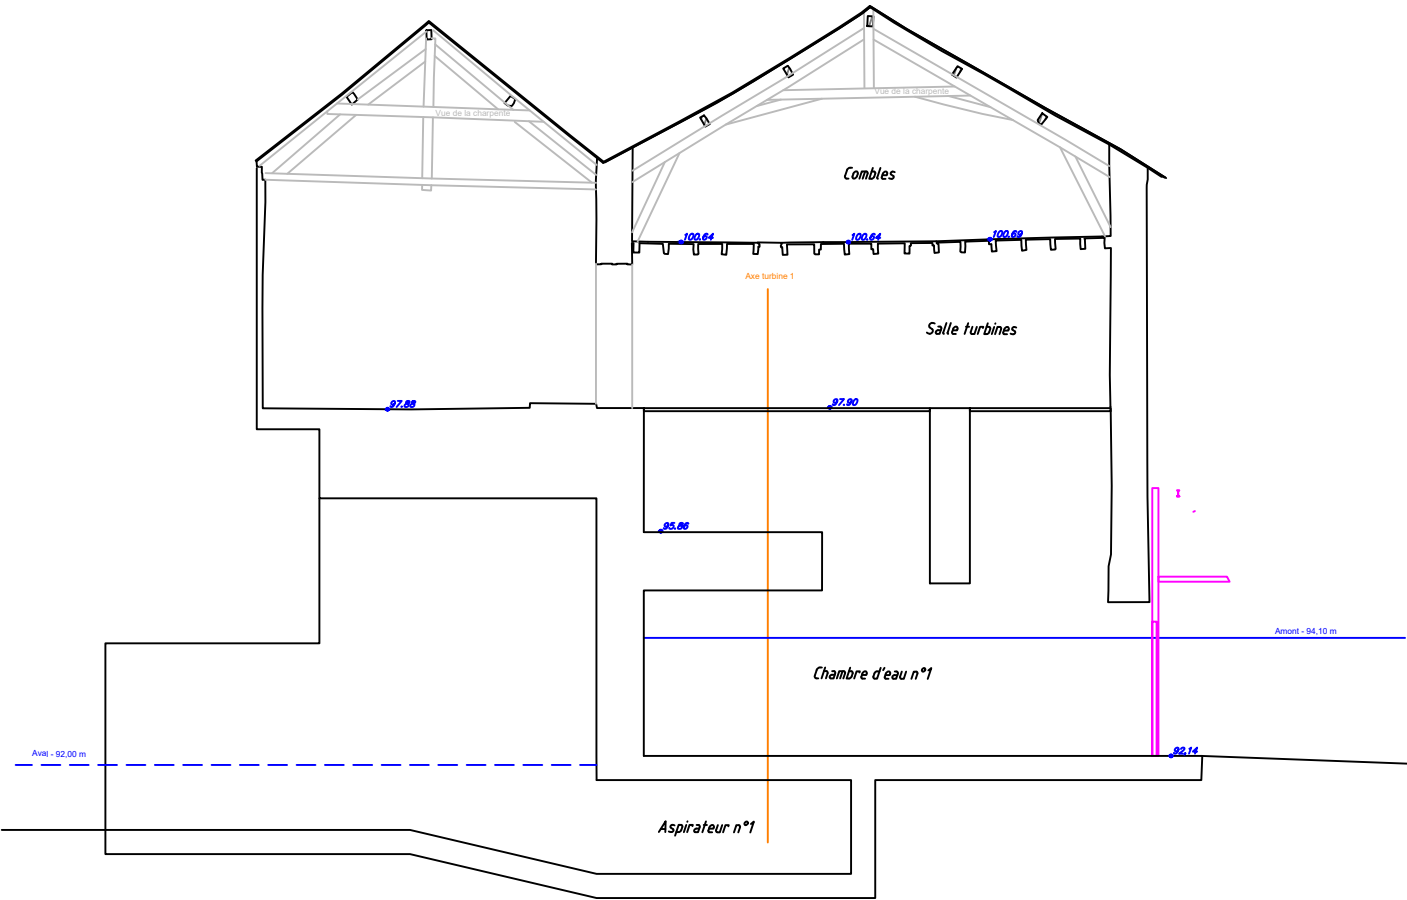 Vue de la charpente
Vue de la charpente
Combles
100.64
100.64
100.69
Axe turbine 1
Salle turbines
97.88
97.90
95.86
Amont - 94,10 m
Chambre d'eau n°1
Aval - 92,00 m
92.14
Aspirateur n°1